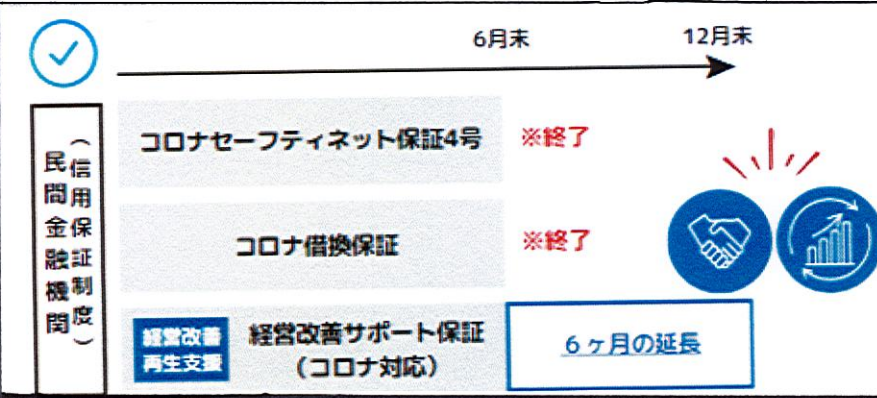 6月末
12月末
民間金融機関
（信用保証制度）
コロナセーフティネット保証4号
※終了
コロナ借換保証
※終了
経営改善
再生支援
経営改善サポート保証
（コロナ対応）
6ヶ月の延長